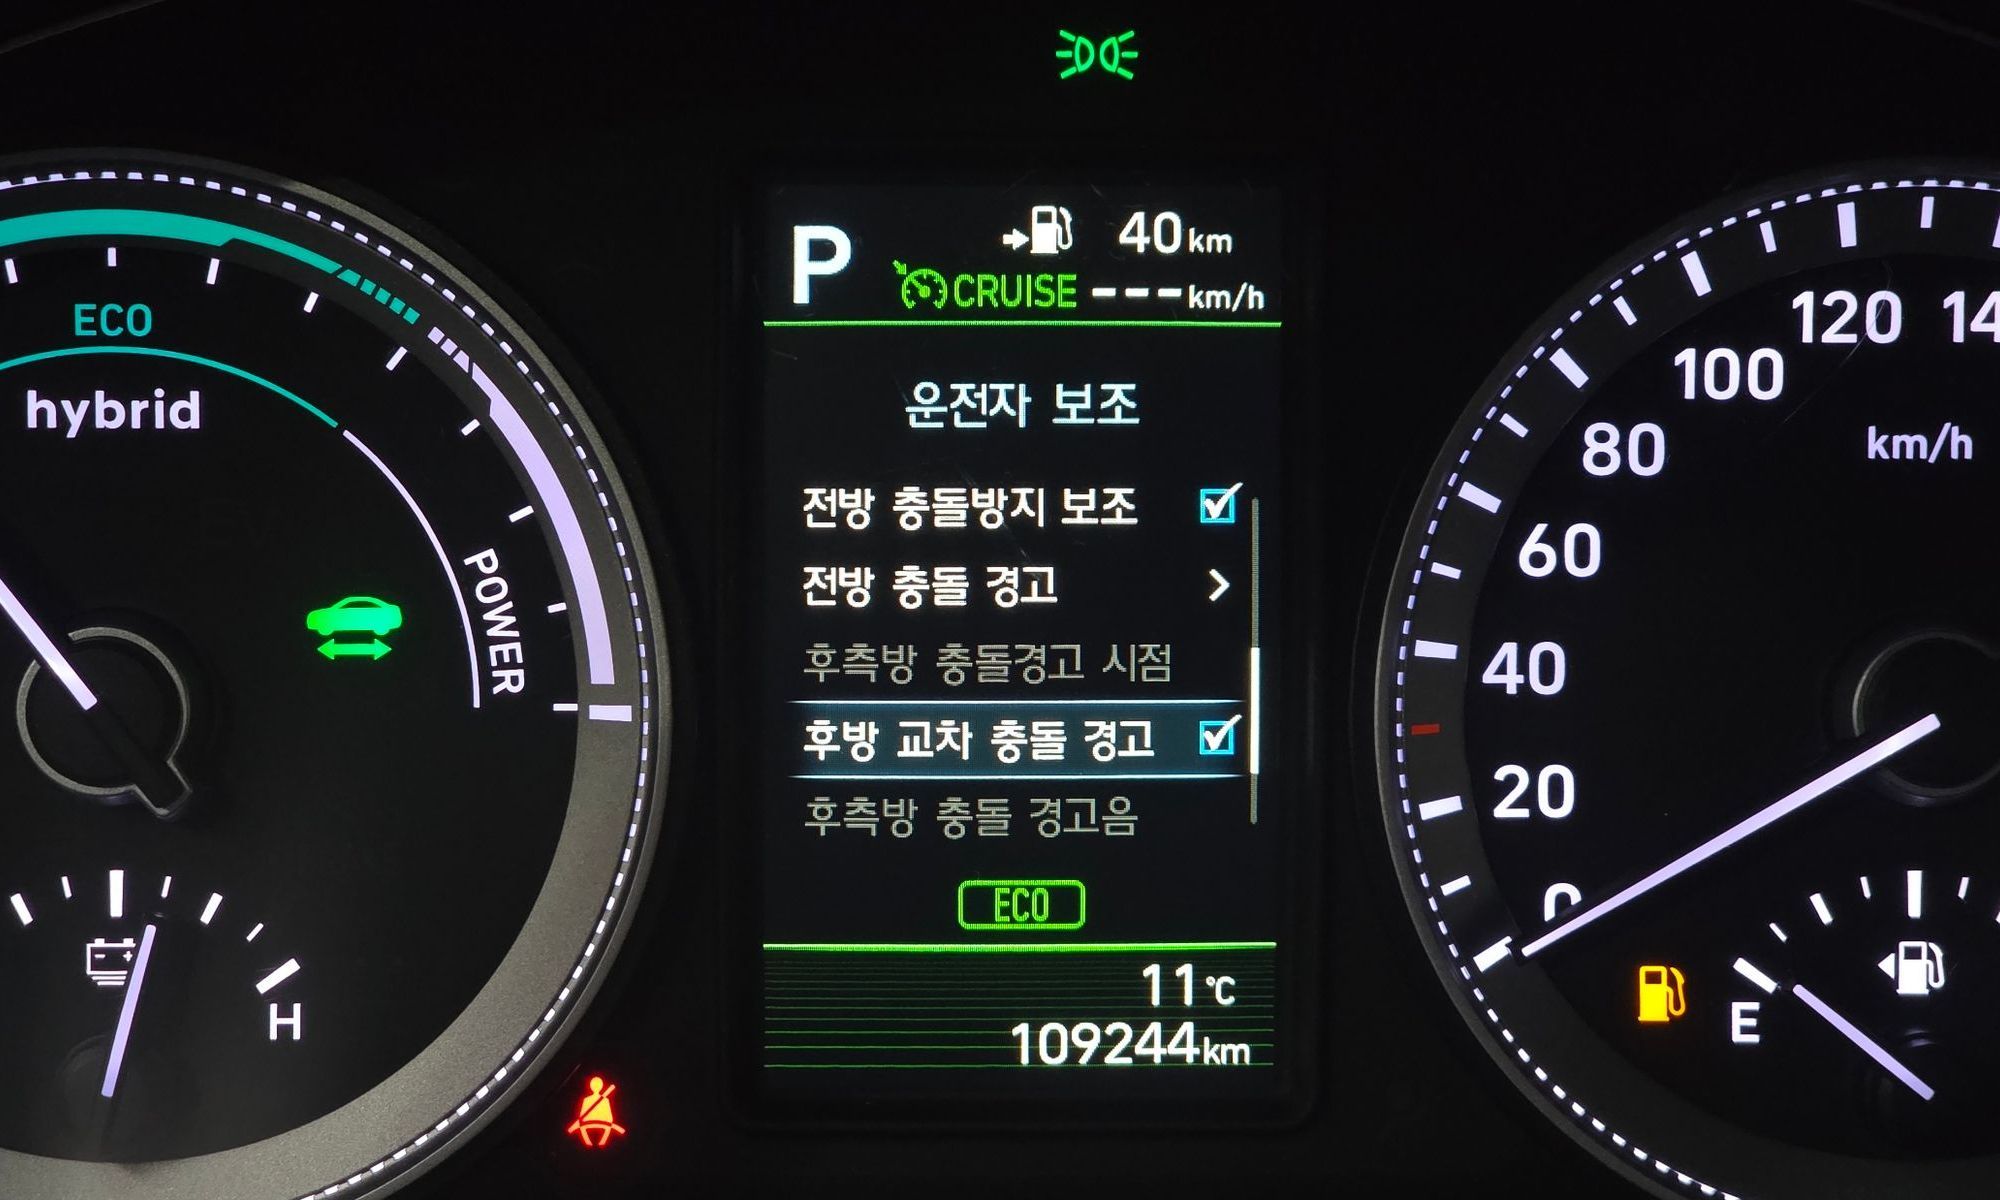 P
40km
CRUISE ---km/h
운전자 보조
전방 충돌방지 보조
전방 충돌 경고 >
후측방 충돌경고 시점
후방 교차 충돌 경고
후측방 충돌 경고음
ECO
11℃
109244km
ECO
hybrid
POWER
H
14
120
100
km/h
80
60
40
20
0
E